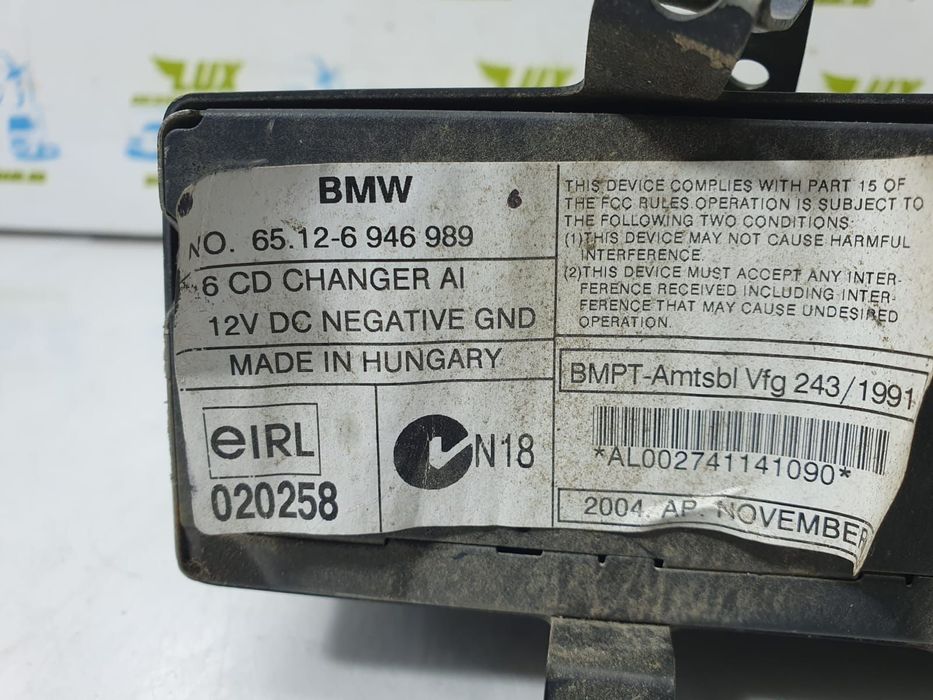 LUX
LUX
BMW
NO. 65.12-6 946 989
6 CD CHANGER AI
12V DC NEGATIVE GND
MADE IN HUNGARY
eIRL
020258
N18
THIS DEVICE COMPLIES WITH PART 15 OF
THE FCC RULES OPERATION IS SUBJECT TO
THE FOLLOWING TWO CONDITIONS:
(1)THIS DEVICE MAY NOT CAUSE HARMFUL
INTERFERENCE.
(2)THIS DEVICE MUST ACCEPT ANY INTER-
FERENCE RECEIVED INCLUDING INTER-
FERENCE THAT MAY CAUSE UNDESIRED
OPERATION.
BMPT-Amtsbl Vfg 243/1991
*AL002741141090*
2004. AP. NOVEMBER